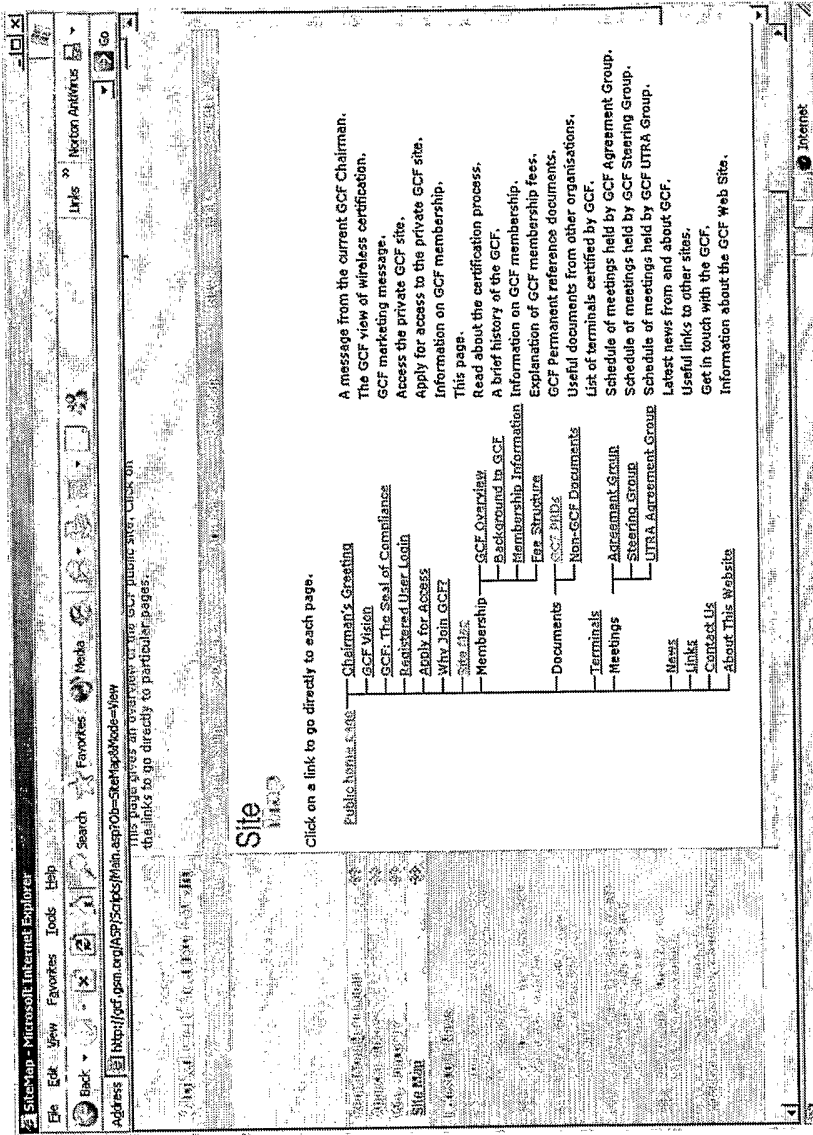 SiteMap - Microsoft Internet Explorer
File Edit View Favorites Tools Help
Back Search Favorites Media Links » Norton AntiVirus
Address http://gcf.gsm.org/ASP/Scripts/Main.asp?Ob=SiteMap&Mode=View Go
This page gives an overview of the GCF public site. Click on
the links to go directly to particular pages.
Site
Map
Click on a link to go directly to each page.
Public home page
Chairman's Greeting A message from the current GCF Chairman.
GCF Vision The GCF view of wireless certification.
GCF: The Seal of Compliance GCF marketing message.
Registered User Login Access the private GCF site.
Apply for Access Apply for access to the private GCF site.
Why Join GCF? Information on GCF membership.
Site Map This page.
Membership
GCF Overview Read about the certification process.
Background to GCF A brief history of the GCF.
Membership Information Information on GCF membership.
Fee Structure Explanation of GCF membership fees.
Documents
GCF PRDs GCF Permanent reference documents.
Non-GCF Documents Useful documents from other organisations.
Terminals List of terminals certified by GCF.
Meetings
Agreement Group Schedule of meetings held by GCF Agreement Group.
Steering Group Schedule of meetings held by GCF Steering Group.
UTRA Agreement Group Schedule of meetings held by GCF UTRA Group.
News Latest news from and about GCF.
Links Useful links to other sites.
Contact Us Get in touch with the GCF.
About This Website Information about the GCF Web Site.
Site Map
Internet